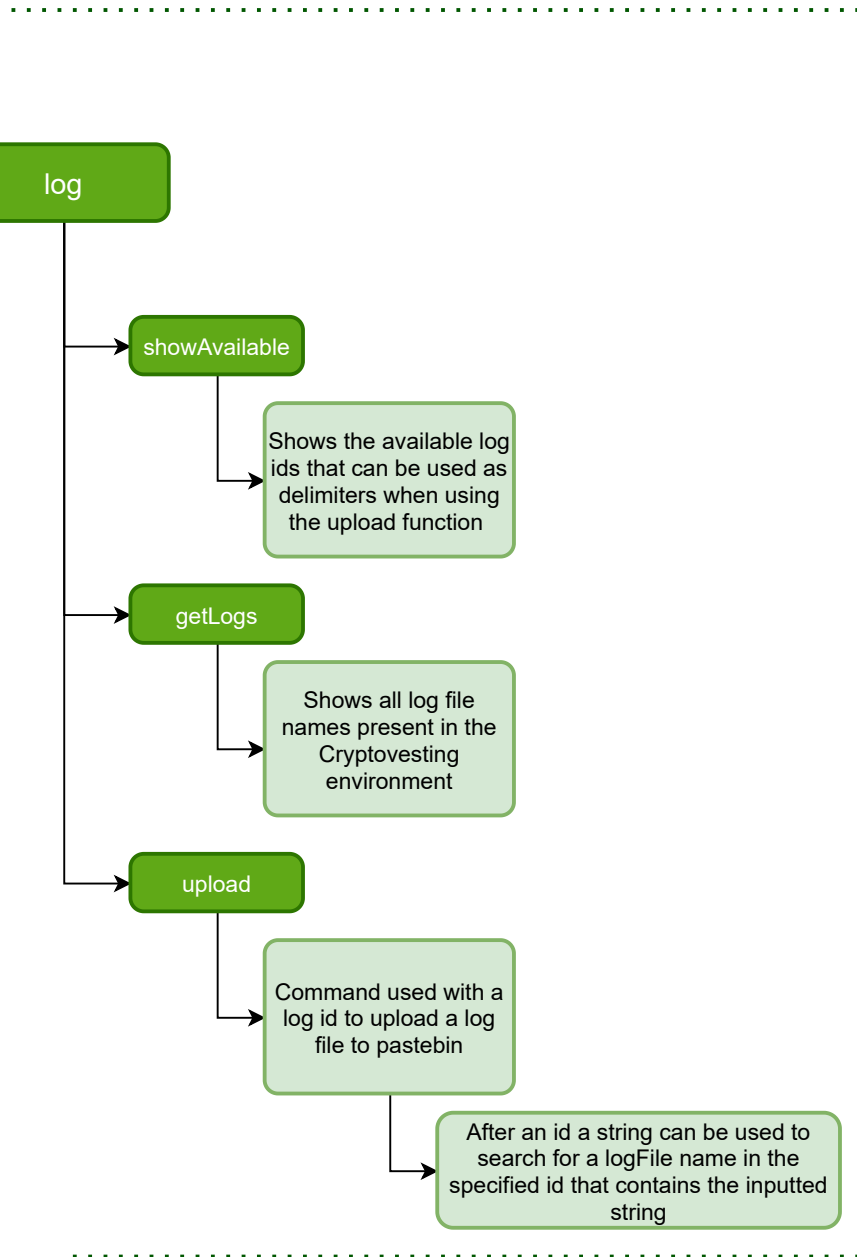 log
showAvailable
Shows the available log
ids that can be used as
delimiters when using
the upload function
getLogs
Shows all log file
names present in the
Cryptovesting
environment
upload
Command used with a
log id to upload a log
file to pastebin
After an id a string can be used to
search for a logFile name in the
specified id that contains the inputted
string